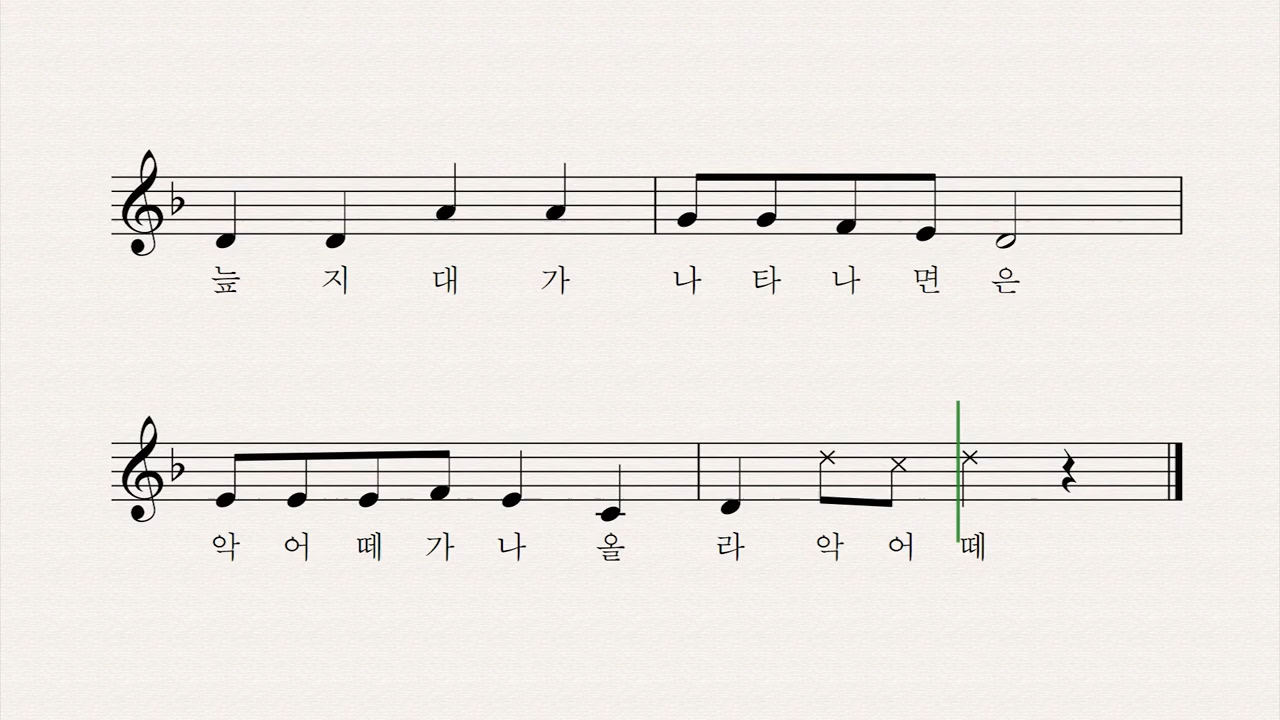 늪 지 대 가 나 타 나 면 은
악 어 떼 가 나 올 라 악 어 떼